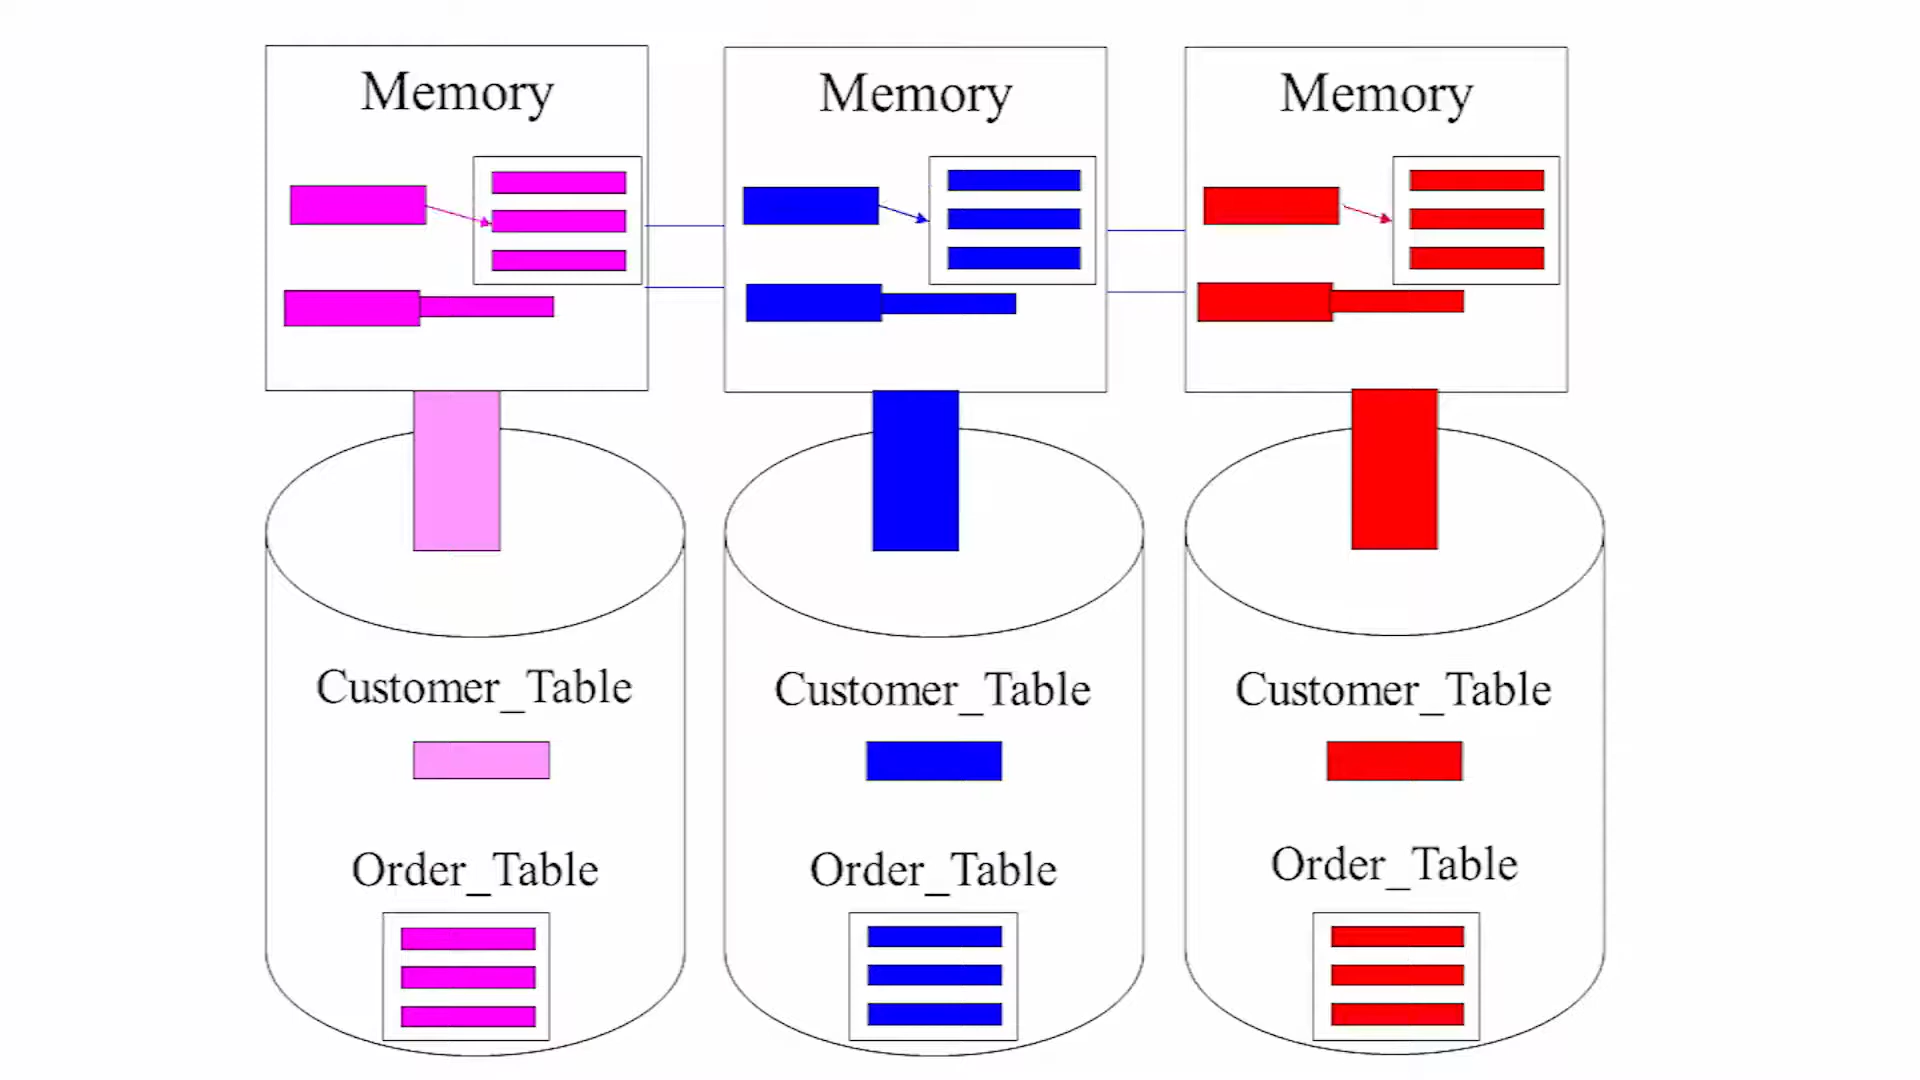 Memory
Memory
Memory
Customer_Table
Customer_Table
Customer_Table
Order_Table
Order_Table
Order_Table